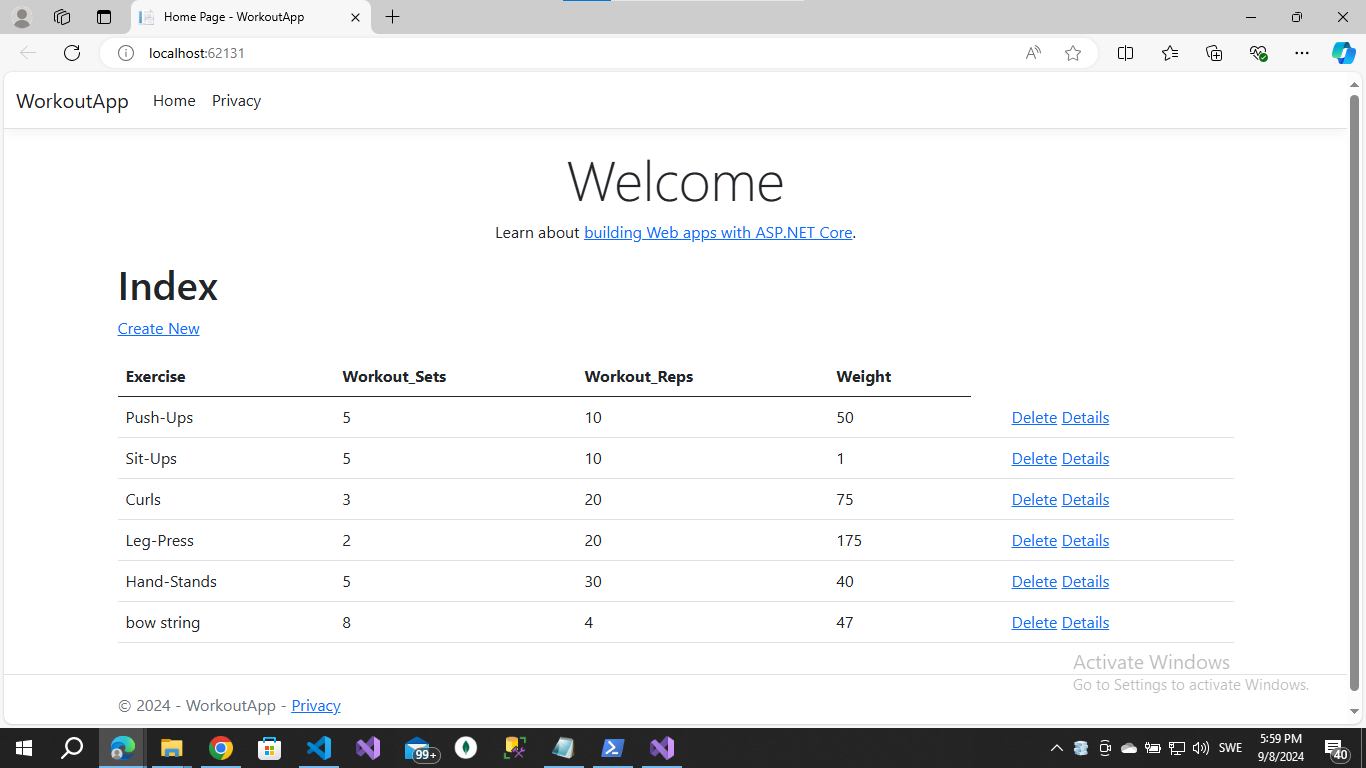 Home Page - WorkoutApp
localhost:62131
WorkoutApp Home Privacy
Welcome
Learn about building Web apps with ASP.NET Core.
Index
Create New
Exercise Workout_Sets Workout_Reps Weight
Push-Ups 5 10 50 Delete Details
Sit-Ups 5 10 1 Delete Details
Curls 3 20 75 Delete Details
Leg-Press 2 20 175 Delete Details
Hand-Stands 5 30 40 Delete Details
bow string 8 4 47 Delete Details
Activate Windows
Go to Settings to activate Windows.
© 2024 - WorkoutApp - Privacy
99+
SWE
5:59 PM
9/8/2024
40